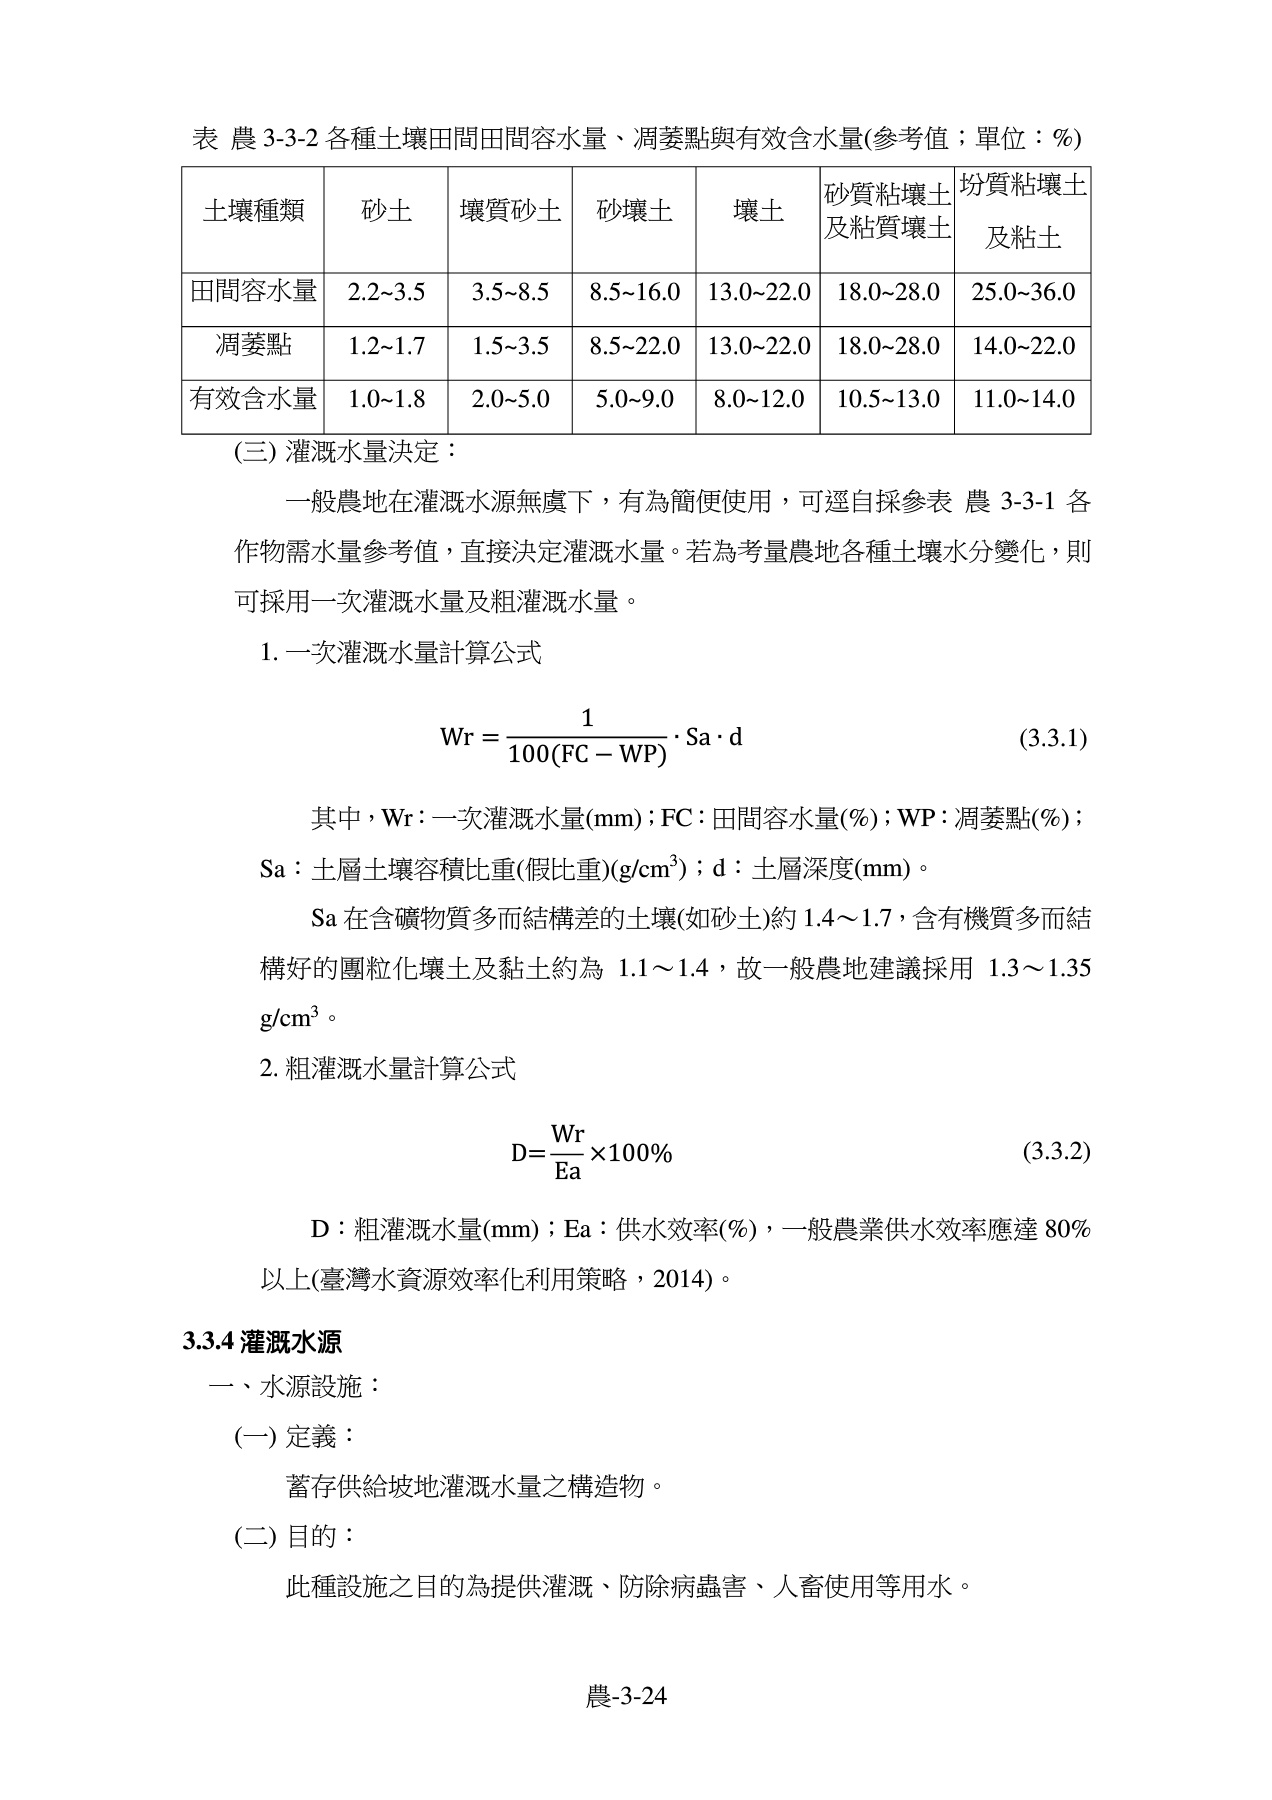 表 農 3-3-2 各種土壤田間田間容水量、凋萎點與有效含水量(參考值；單位：%)
土壤種類 砂土 壤質砂土 砂壤土 壤土 砂質粘壤土及粘質壤土 坋質粘壤土及粘土
田間容水量 2.2~3.5 3.5~8.5 8.5~16.0 13.0~22.0 18.0~28.0 25.0~36.0
凋萎點 1.2~1.7 1.5~3.5 8.5~22.0 13.0~22.0 18.0~28.0 14.0~22.0
有效含水量 1.0~1.8 2.0~5.0 5.0~9.0 8.0~12.0 10.5~13.0 11.0~14.0
(三) 灌溉水量決定：
一般農地在灌溉水源無虞下，有為簡便使用，可逕自採參表 農 3-3-1 各
作物需水量參考值，直接決定灌溉水量。若為考量農地各種土壤水分變化，則
可採用一次灌溉水量及粗灌溉水量。
1. 一次灌溉水量計算公式
Wr = 1/100(FC − WP) · Sa · d (3.3.1)
其中，Wr：一次灌溉水量(mm)；FC：田間容水量(%)；WP：凋萎點(%)；
Sa：土層土壤容積比重(假比重)(g/cm³)；d：土層深度(mm)。
Sa 在含礦物質多而結構差的土壤(如砂土)約 1.4～1.7，含有機質多而結
構好的團粒化壤土及黏土約為 1.1～1.4，故一般農地建議採用 1.3～1.35
g/cm³。
2. 粗灌溉水量計算公式
D=Wr/Ea×100% (3.3.2)
D：粗灌溉水量(mm)；Ea：供水效率(%)，一般農業供水效率應達 80%
以上(臺灣水資源效率化利用策略，2014)。
3.3.4 灌溉水源
一、水源設施：
(一) 定義：
蓄存供給坡地灌溉水量之構造物。
(二) 目的：
此種設施之目的為提供灌溉、防除病蟲害、人畜使用等用水。
農-3-24